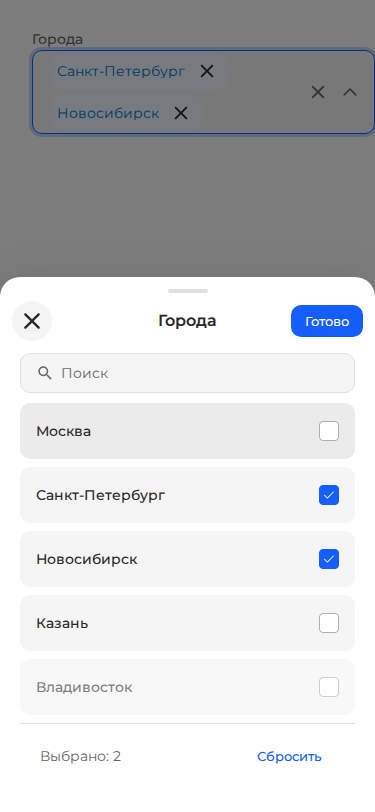 Города
Санкт-Петербург
Новосибирск
Города
Готово
Поиск
Москва
Санкт-Петербург
Новосибирск
Казань
Владивосток
Выбрано: 2
Сбросить